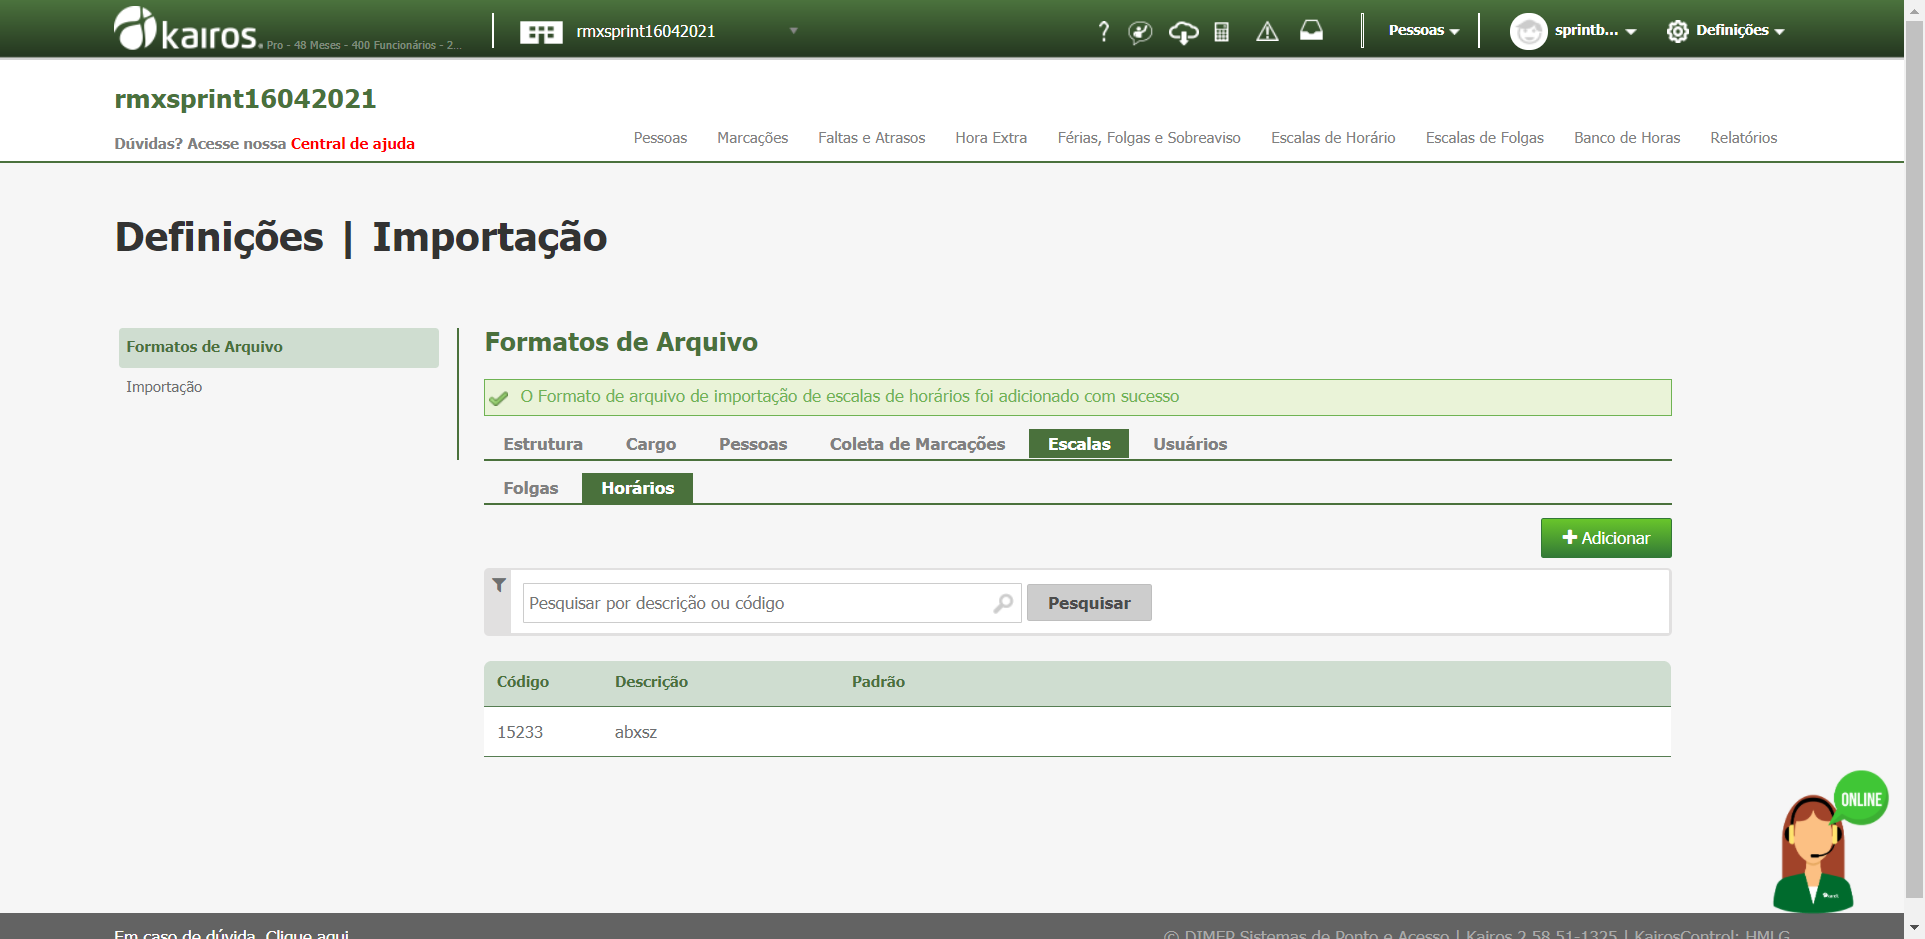 kairos. Pro - 48 Meses - 400 Funcionários - 2...
rmxsprint16042021
? Pessoas sprintb... Definições
rmxsprint16042021
Dúvidas? Acesse nossa Central de ajuda
Pessoas Marcações Faltas e Atrasos Hora Extra Férias, Folgas e Sobreaviso Escalas de Horário Escalas de Folgas Banco de Horas Relatórios
Definições | Importação
Formatos de Arquivo
Importação
Formatos de Arquivo
O Formato de arquivo de importação de escalas de horários foi adicionado com sucesso
Estrutura Cargo Pessoas Coleta de Marcações Escalas Usuários
Folgas Horários
Adicionar
Pesquisar por descrição ou código Pesquisar
Código Descrição Padrão
15233 abxsz
ONLINE
Em caso de dúvida, Clique aqui
© DIMEP Sistemas de Ponto e Acesso | Kairos 2.58.51-1325 | KairosControl: HMLG